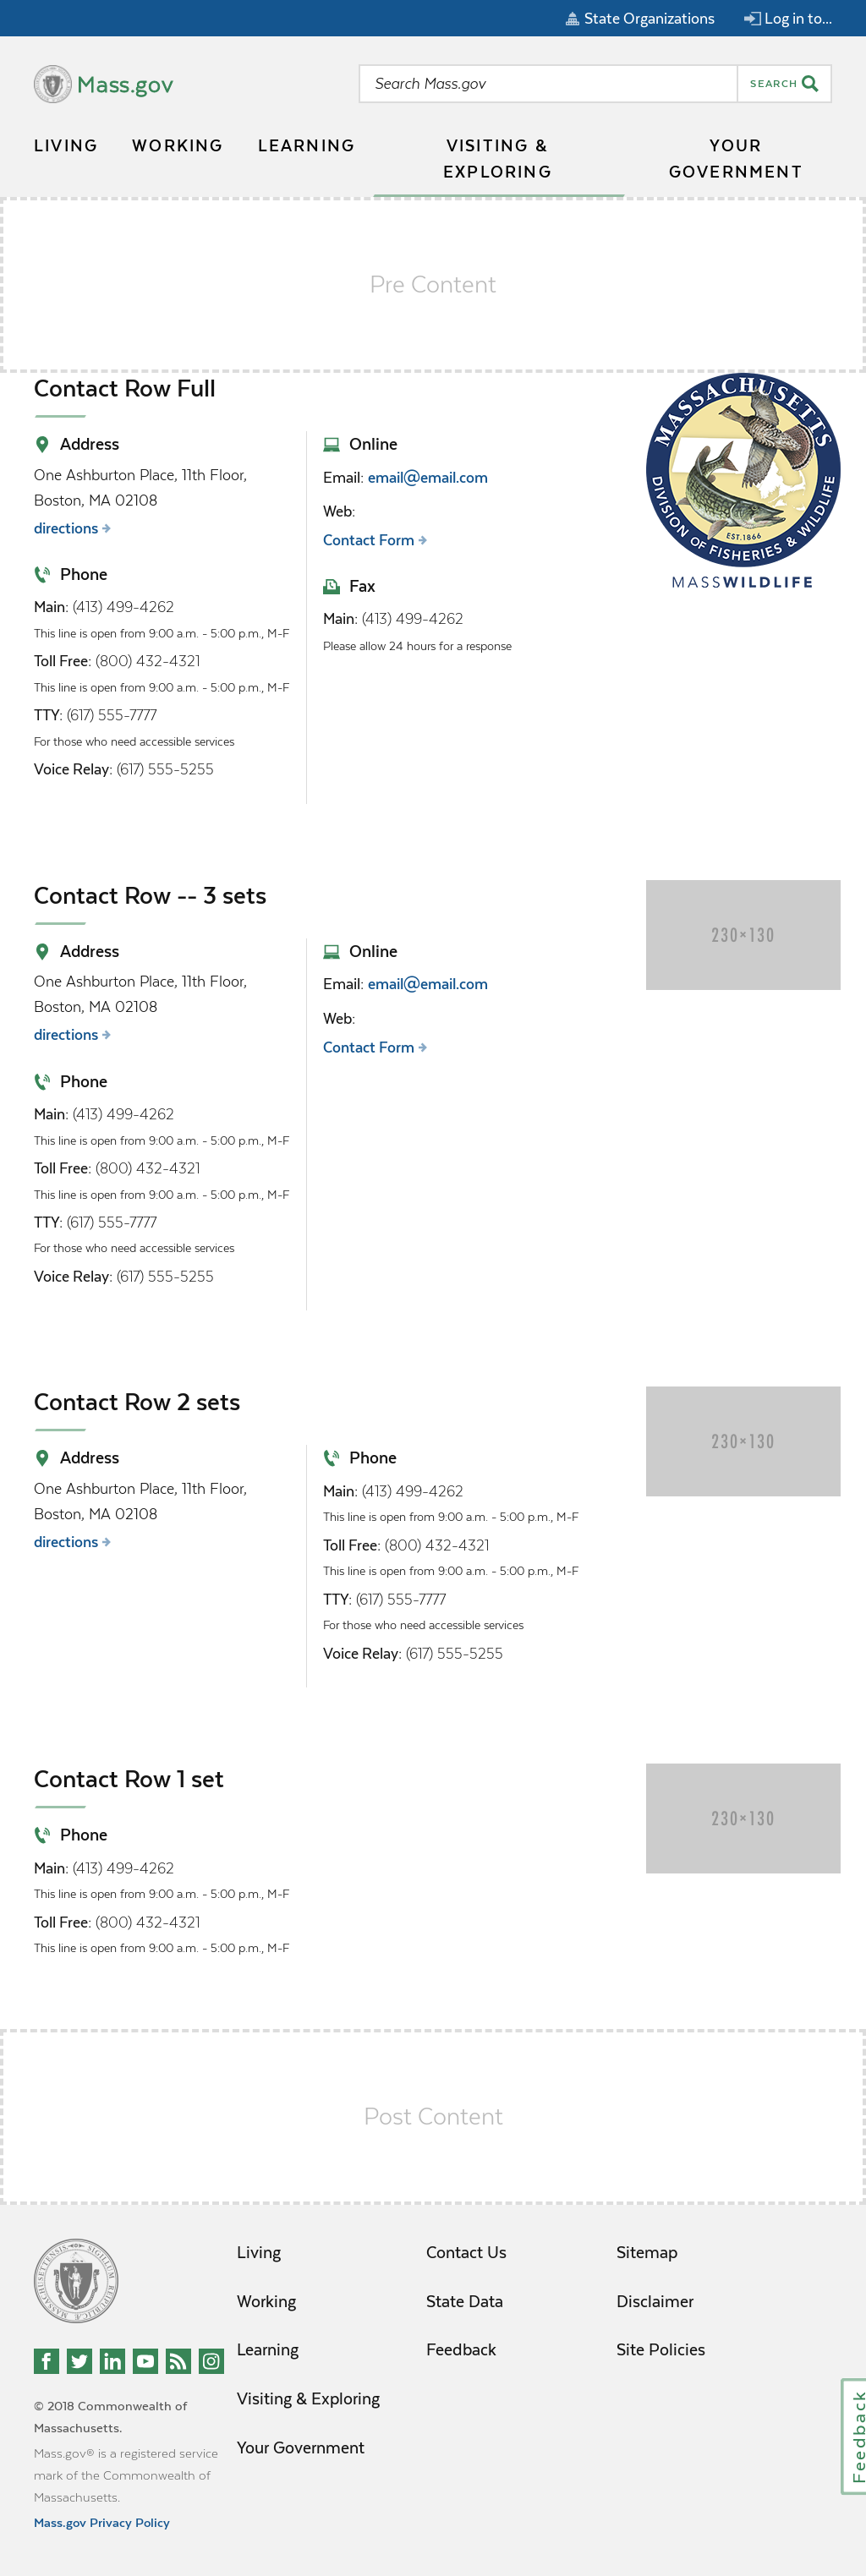 State Organizations
Log in to...
Mass.gov
Search Mass.gov
SEARCH
LIVING
WORKING
LEARNING
VISITING &
EXPLORING
YOUR
GOVERNMENT
Pre Content
Contact Row Full
Address
One Ashburton Place, 11th Floor,
Boston, MA 02108
directions
Phone
Main: (413) 499-4262
This line is open from 9:00 a.m. - 5:00 p.m., M-F
Toll Free: (800) 432-4321
This line is open from 9:00 a.m. - 5:00 p.m., M-F
TTY: (617) 555-7777
For those who need accessible services
Voice Relay: (617) 555-5255
Online
Email: email@email.com
Web:
Contact Form
Fax
Main: (413) 499-4262
Please allow 24 hours for a response
MASSACHUSETTS
DIVISION OF FISHERIES & WILDLIFE
EST.1866
MASSWILDLIFE
Contact Row -- 3 sets
Address
One Ashburton Place, 11th Floor,
Boston, MA 02108
directions
Phone
Main: (413) 499-4262
This line is open from 9:00 a.m. - 5:00 p.m., M-F
Toll Free: (800) 432-4321
This line is open from 9:00 a.m. - 5:00 p.m., M-F
TTY: (617) 555-7777
For those who need accessible services
Voice Relay: (617) 555-5255
Online
Email: email@email.com
Web:
Contact Form
230×130
Contact Row 2 sets
Address
One Ashburton Place, 11th Floor,
Boston, MA 02108
directions
Phone
Main: (413) 499-4262
This line is open from 9:00 a.m. - 5:00 p.m., M-F
Toll Free: (800) 432-4321
This line is open from 9:00 a.m. - 5:00 p.m., M-F
TTY: (617) 555-7777
For those who need accessible services
Voice Relay: (617) 555-5255
230×130
Contact Row 1 set
Phone
Main: (413) 499-4262
This line is open from 9:00 a.m. - 5:00 p.m., M-F
Toll Free: (800) 432-4321
This line is open from 9:00 a.m. - 5:00 p.m., M-F
230×130
Post Content
Living
Working
Learning
Visiting & Exploring
Your Government
Contact Us
State Data
Feedback
Sitemap
Disclaimer
Site Policies
© 2018 Commonwealth of
Massachusetts.
Mass.gov® is a registered service
mark of the Commonwealth of
Massachusetts.
Mass.gov Privacy Policy
Feedback